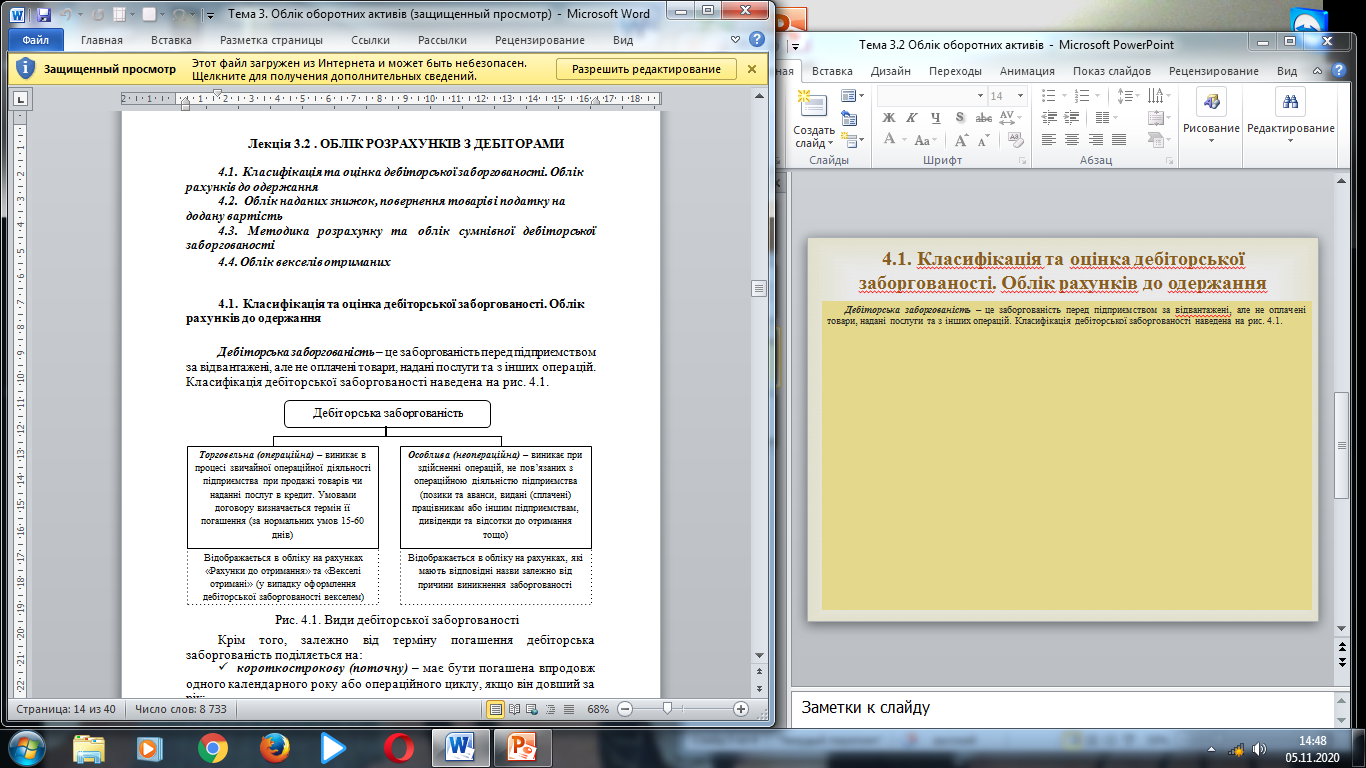 Тема 3. Облік оборотних активів (защищенный просмотр) - Microsoft Word
Файл Главная Вставка Разметка страницы Ссылки Рассылки Рецензирование Вид
Защищенный просмотр Этот файл загружен из Интернета и может быть небезопасен. Щелкните для получения дополнительных сведений. Разрешить редактирование
Лекція 3.2 . ОБЛІК РОЗРАХУНКІВ З ДЕБІТОРАМИ
4.1. Класифікація та оцінка дебіторської заборгованості. Облік
рахунків до одержання
4.2. Облік наданих знижок, повернення товарів і податку на
додану вартість
4.3. Методика розрахунку та облік сумнівної дебіторської
заборгованості
4.4. Облік векселів отриманих
4.1. Класифікація та оцінка дебіторської заборгованості. Облік
рахунків до одержання
Дебіторська заборгованість – це заборгованість перед підприємством
за відвантажені, але не оплачені товари, надані послуги та з інших операцій.
Класифікація дебіторської заборгованості наведена на рис. 4.1.
Дебіторська заборгованість
Торговельна (операційна) – виникає в
процесі звичайної операційної діяльності
підприємства при продажі товарів чи
наданні послуг в кредит. Умовами
договору визначається термін її
погашення (за нормальних умов 15-60
днів)
Відображається в обліку на рахунках
«Рахунки до отримання» та «Векселі
отримані» (у випадку оформлення
дебіторської заборгованості векселем)
Особлива (неопераційна) – виникає при
здійсненні операцій, не пов’язаних з
операційною діяльністю підприємства
(позики та аванси, видані (сплачені)
працівникам або іншим підприємствам,
дивіденди та відсотки до отримання
тощо)
Відображається в обліку на рахунках, які
мають відповідні назви залежно від
причини виникнення заборгованості
Рис. 4.1. Види дебіторської заборгованості
Крім того, залежно від терміну погашення дебіторська
заборгованість поділяється на:
✓ короткострокову (поточну) – має бути погашена впродовж
одного календарного року або операційного циклу, якщо він довший за
Страница: 14 из 40 Число слов: 8 733 68%
Тема 3.2 Облік оборотних активів - Microsoft PowerPoint
Вставка Дизайн Переходы Анимация Показ слайдов Рецензирование Вид
14
Создать
слайд
Ж К Ч S abc AV
A Aa A A
Рисование Редактирование
Слайды Шрифт Абзац
4.1. Класифікація та оцінка дебіторської
заборгованості. Облік рахунків до одержання
Дебіторська заборгованість – це заборгованість перед підприємством за відвантажені, але не оплачені
товари, надані послуги та з інших операцій. Класифікація дебіторської заборгованості наведена на рис. 4.1.
Заметки к слайду
14:48
05.11.2020